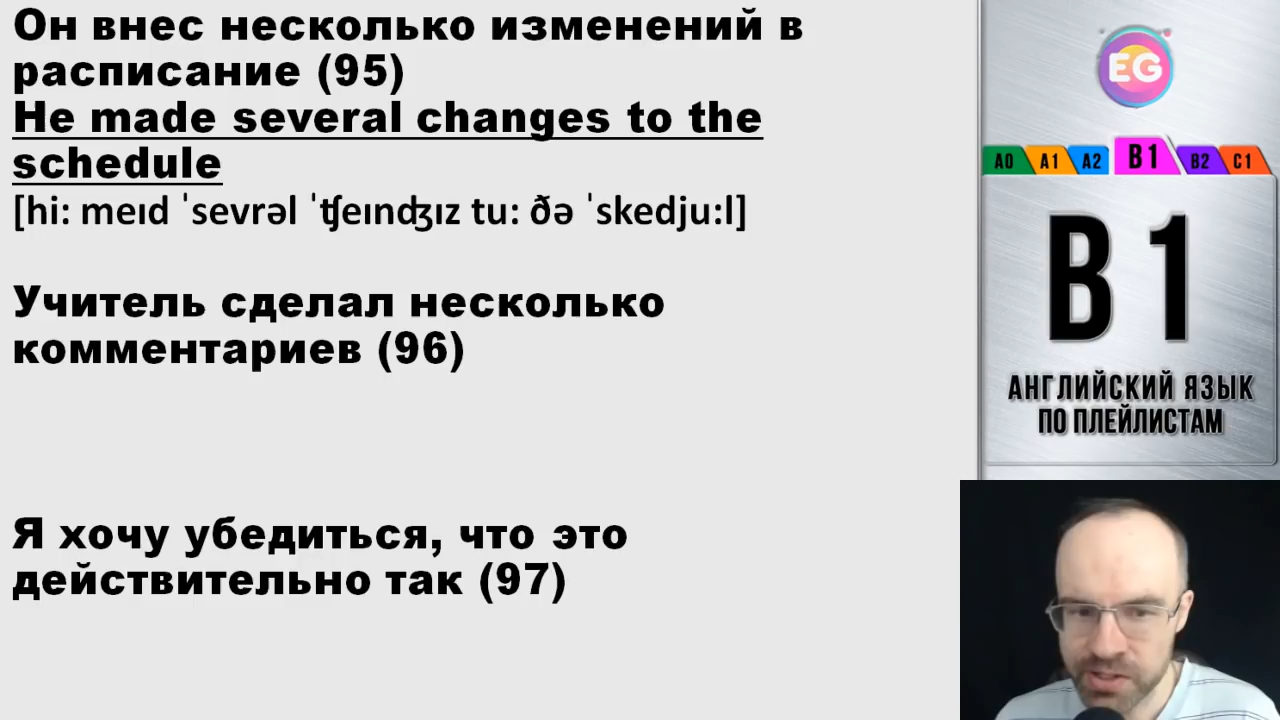 Он внес несколько изменений в
расписание (95)
He made several changes to the
schedule
[hi: meɪd ˈsevrəl ˈʧeɪnʤɪz tu: ðə ˈskedju:l]
Учитель сделал несколько
комментариев (96)
Я хочу убедиться, что это
действительно так (97)
EG
A0 A1 A2 B1 B2 C1
B1
АНГЛИЙСКИЙ ЯЗЫК
ПО ПЛЕЙЛИСТАМ